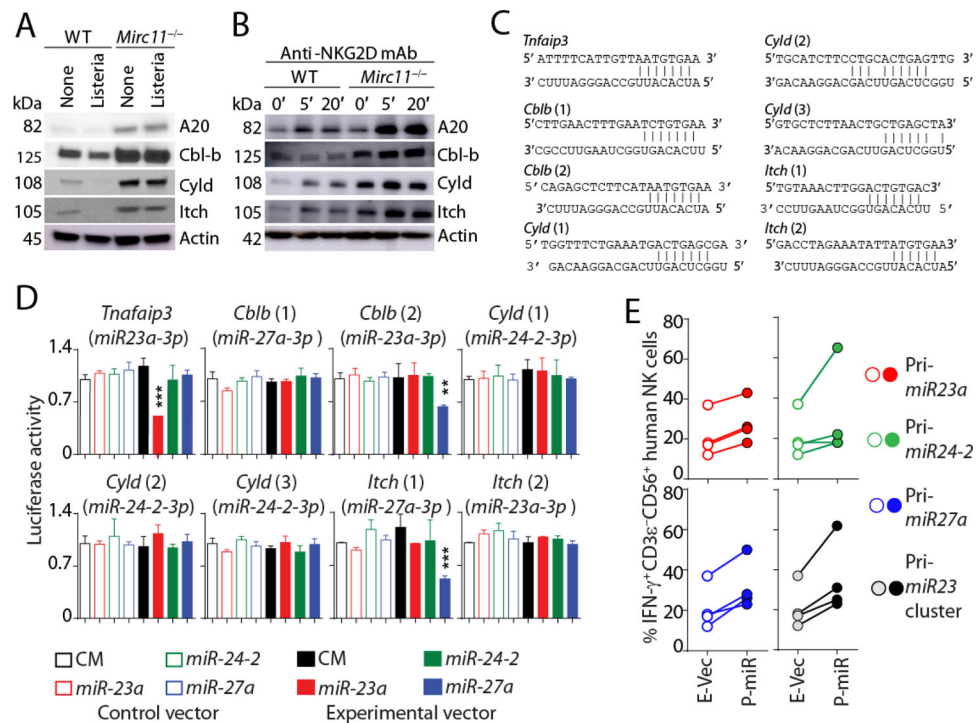 A
WT
Mirc11–/–
None
Listeria
None
Listeria
kDa
82
A20
125
Cbl-b
108
Cyld
105
Itch
45
Actin
B
Anti -NKG2D mAb
WT
Mirc11–/–
0′ 5′ 20′ 0′ 5′ 20′
kDa
82
A20
125
Cbl-b
108
Cyld
105
Itch
42
Actin
C
Tnfaip3
5′ ATTTTCATTGTTAATGTGAA 3′
3′CUUUAGGGACCGUUACACUA5′
Cblb (1)
5′CTTGAACTTTGAATCTGTGAA 3′
3′CGCCUUGAAUCGGUGACACUU 5′
Cblb (2)
5′ CAGAGCTCTTCATAATGTGAA 3′
3′CUUUAGGGACCGUUACACUA 5′
Cyld (1)
5′TGGTTTCTGAAATGACTGAGCGA 3′
3′ GACAAGGACGACUUGACUCGGU 5′
Cyld (2)
5′ TGCATCTTCCTGCACTGAGTTG 3′
3′ GACAAGGACGACUUGACUCGGU 5′
Cyld (3)
5′GTGCTCTTAACTGCTGAGCTA 3′
3′ ACAAGGACGACUUGACUCGGU5′
Itch (1)
5′TGTAAACTTGGACTGTGAC3′
3′CCUUGAAUCGGUGACACUU 5′
Itch (2)
5′GACCTAGAAATATTATGTGAA3′
3′CUUUAGGGACCGUUACACUA5′
D
Luciferase activity
Tnafaip3
(miR23a-3p)
Cblb (1)
(miR-27a-3p )
Cblb (2)
(miR-23a-3p )
Cyld (1)
(miR-24-2-3p)
1.4
0.7
0
***
**
Cyld (2)
(miR-24-2-3p )
Cyld (3)
(miR-24-2-3p)
Itch (1)
(miR-27a-3p )
Itch (2)
(miR-23a-3p )
1.4
0.7
0
***
CM
miR-24-2
CM
miR-24-2
miR-23a
miR-27a
miR-23a
miR-27a
Control vector
Experimental vector
E
% IFN-γ+CD3ε-CD56+ human NK cells
80
60
40
20
0
80
60
40
20
0
E-Vec
P-miR
E-Vec
P-miR
Pri-
miR23a
Pri-
miR24-2
Pri-
miR27a
Pri-
miR23
cluster